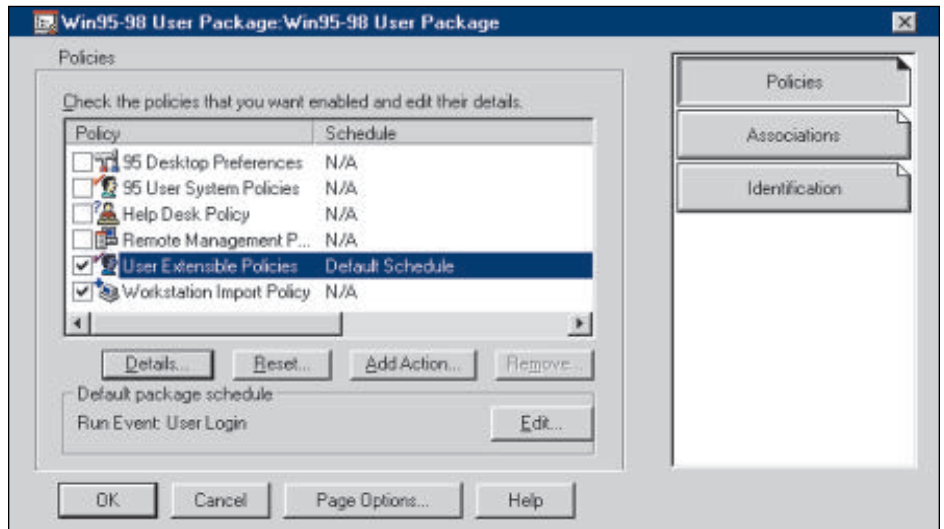 Win95-98 User Package:Win95-98 User Package
Policies
Check the policies that you want enabled and edit their details.
Policy Schedule
95 Desktop Preferences N/A
95 User System Policies N/A
Help Desk Policy N/A
Remote Management P... N/A
User Extensible Policies Default Schedule
Workstation Import Policy N/A
Details... Reset... Add Action... Remove...
Default package schedule
Run Event: User Login Edit...
OK Cancel Page Options... Help
Policies
Associations
Identification